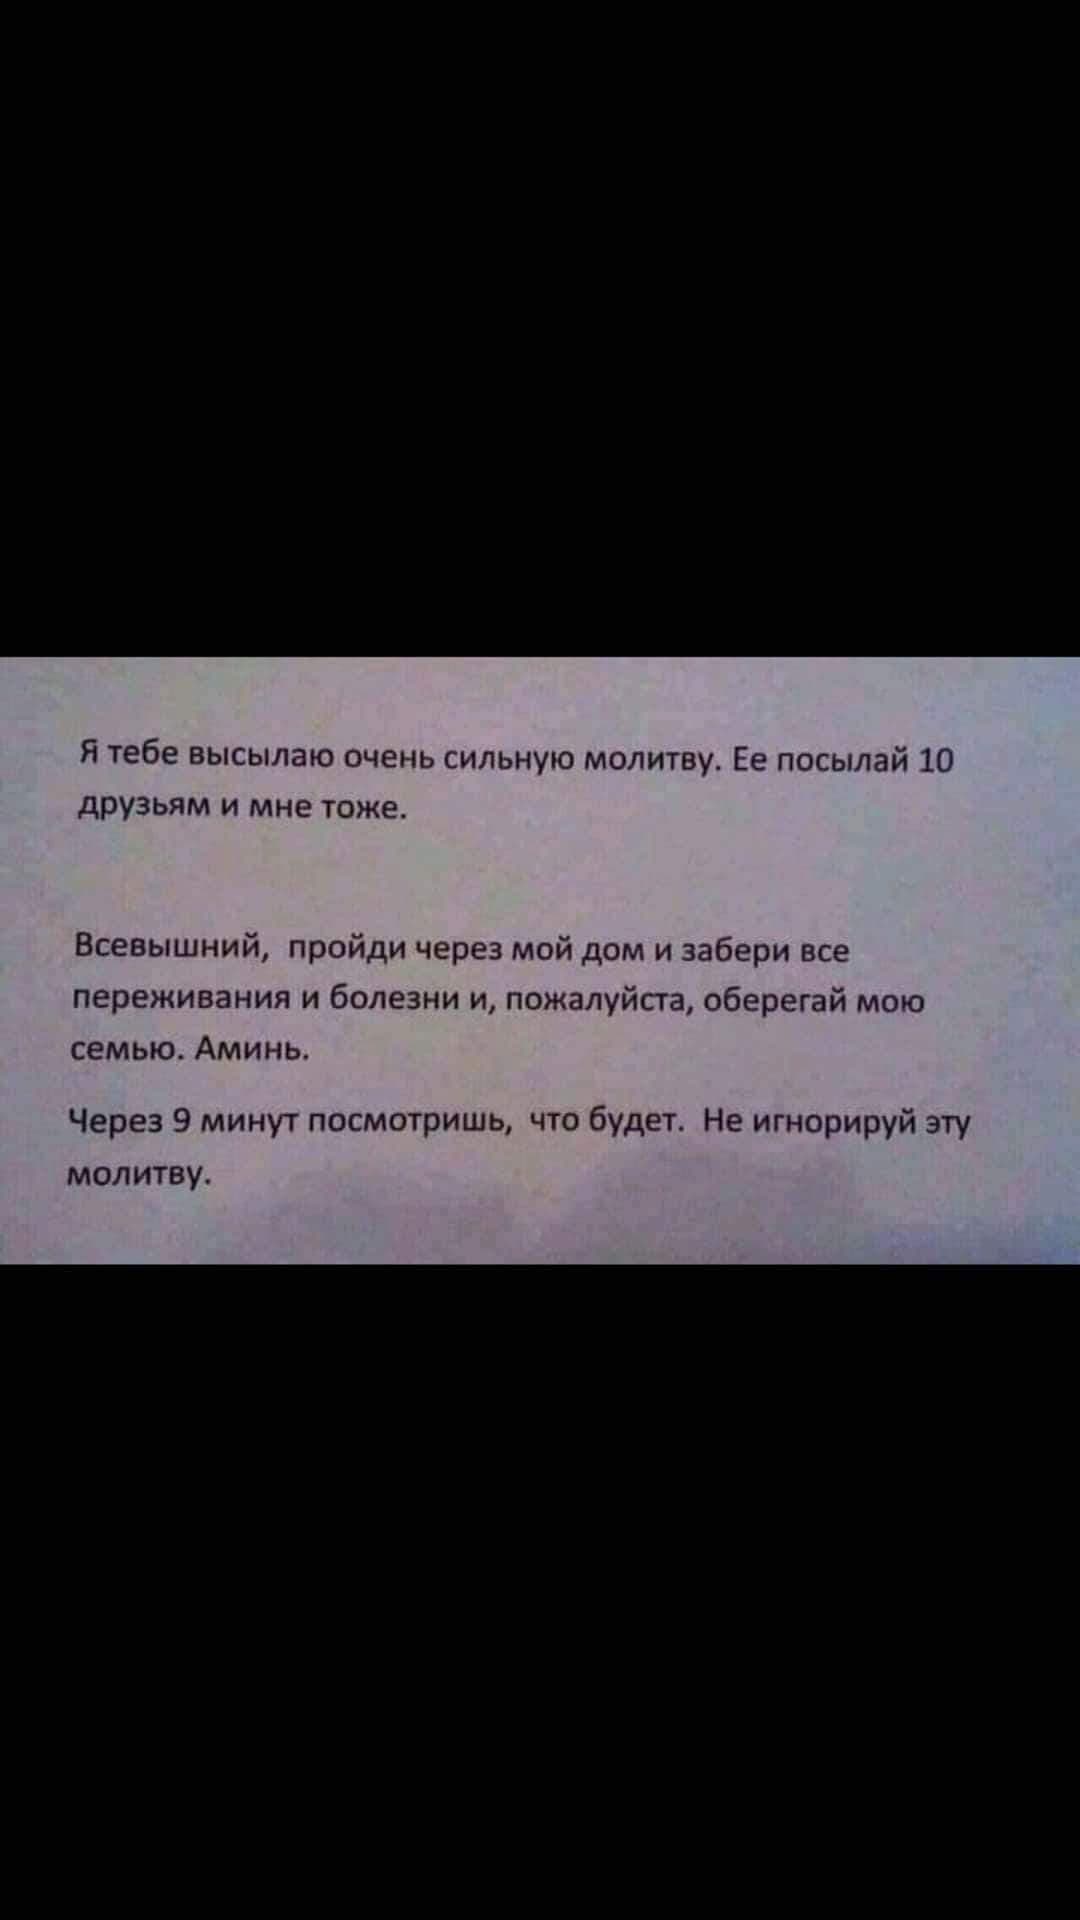 Я тебе высылаю очень сильную молитву. Ее посылай 10
друзьям и мне тоже.
Всевышний, пройди через мой дом и забери все
переживания и болезни и, пожалуйста, оберегай мою
семью. Аминь.
Через 9 минут посмотришь, что будет. Не игнорируй эту
молитву.